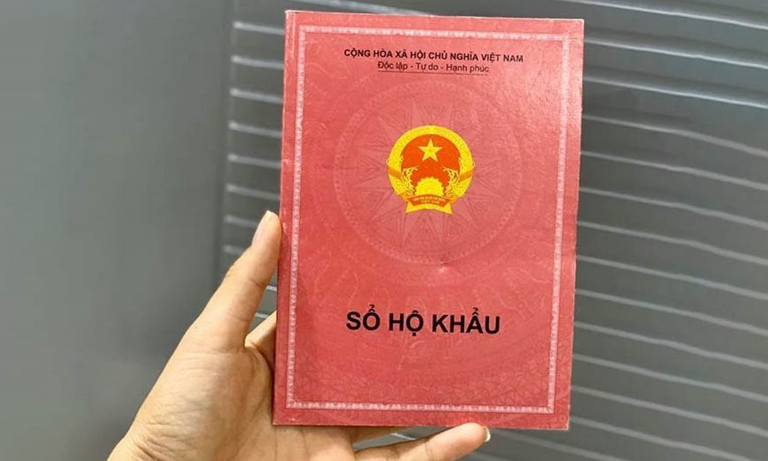 CỘNG HÒA XÃ HỘI CHỦ NGHĨA VIỆT NAM
Độc lập - Tự do - Hạnh phúc
SỔ HỘ KHẨU